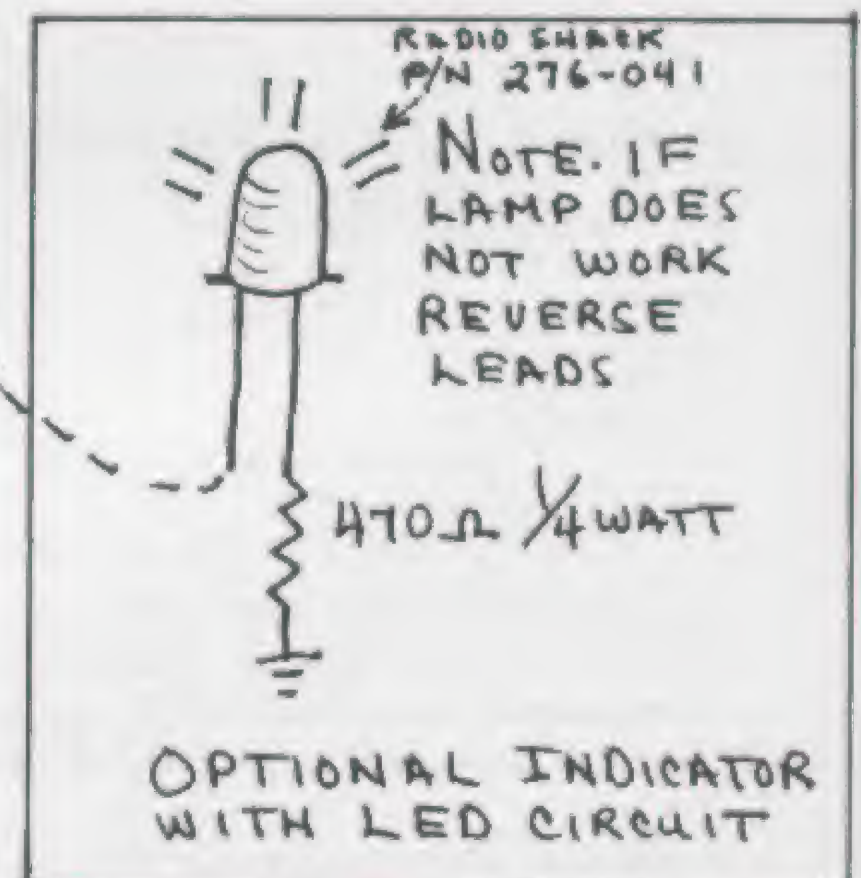 RADIO SHACK
P/N 276-041
NOTE. IF
LAMP DOES
NOT WORK
REVERSE
LEADS
470Ω 1/4 WATT
OPTIONAL INDICATOR
WITH LED CIRCUIT